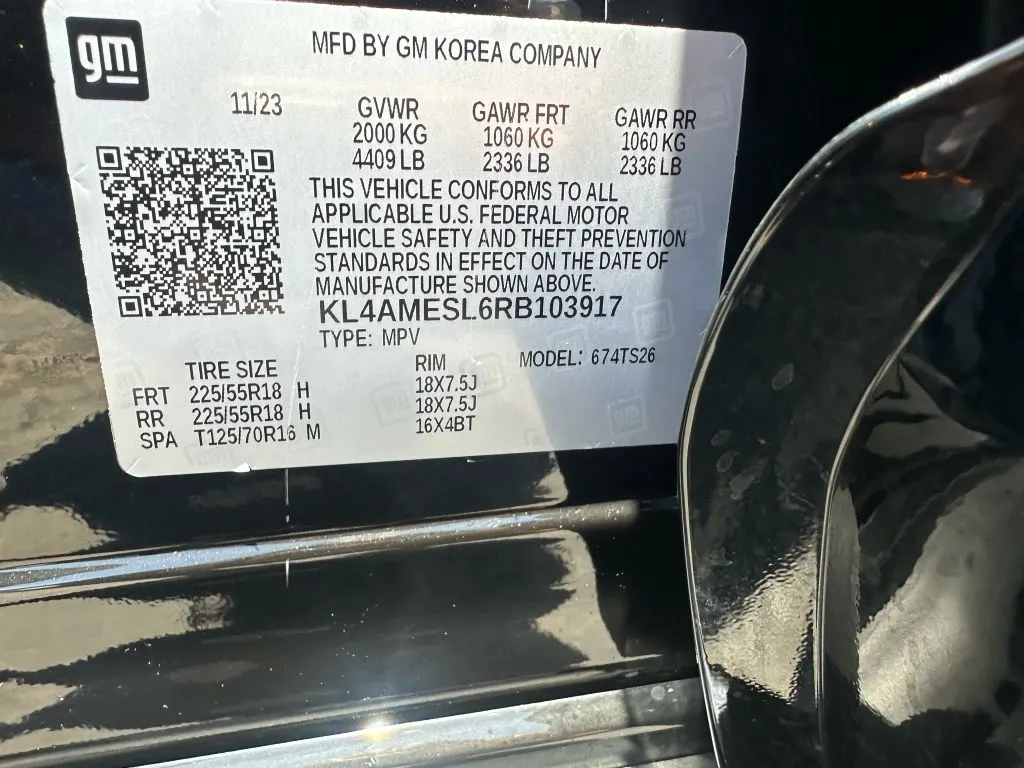 gm
MFD BY GM KOREA COMPANY
11/23 GVWR GAWR FRT GAWR RR
2000 KG 1060 KG 1060 KG
4409 LB 2336 LB 2336 LB
THIS VEHICLE CONFORMS TO ALL
APPLICABLE U.S. FEDERAL MOTOR
VEHICLE SAFETY AND THEFT PREVENTION
STANDARDS IN EFFECT ON THE DATE OF
MANUFACTURE SHOWN ABOVE.
KL4AMESL6RB103917
TYPE: MPV MODEL: 674TS26
TIRE SIZE RIM
FRT 225/55R18 H 18X7.5J
RR 225/55R18 H 18X7.5J
SPA T125/70R16 M 16X4BT